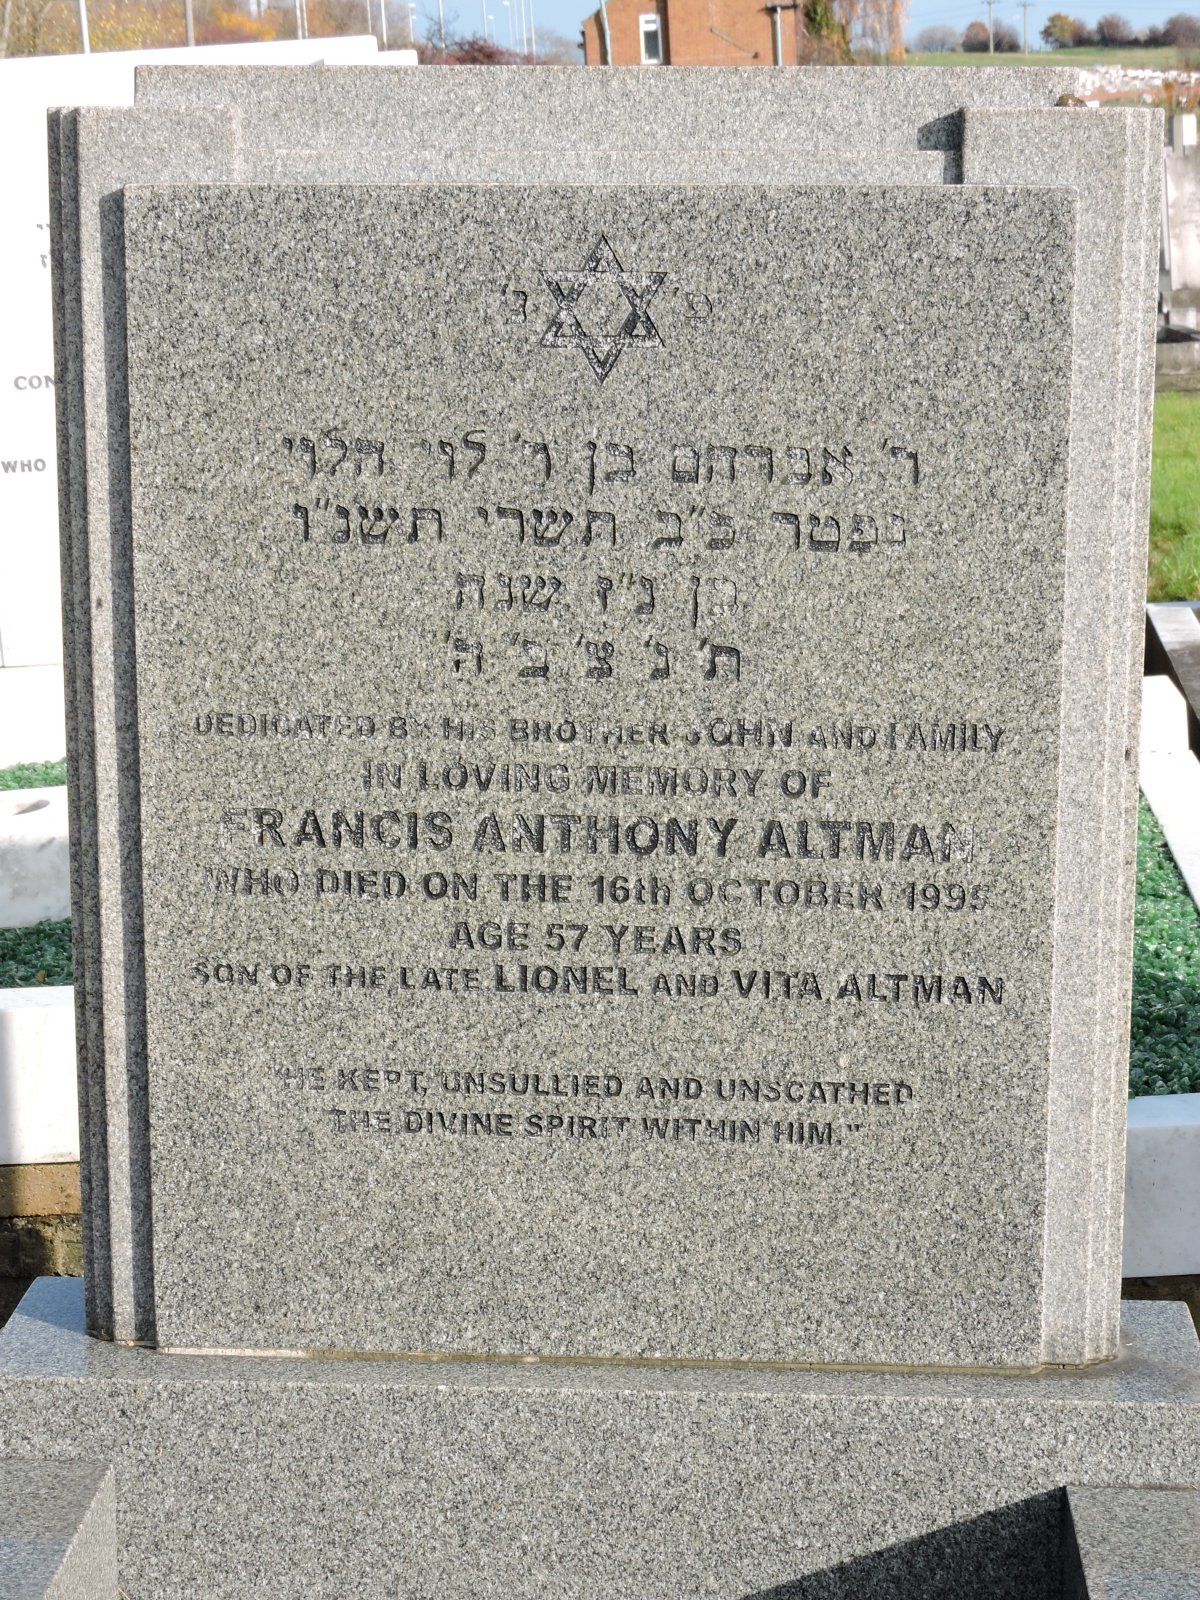 פ' נ'
ר' אברהם בן ר' לוי הלוי
נפטר כ"ב תשרי תשנ"ו
בן נ"ז שנה
ת' נ' צ' ב' ה'
DEDICATED BY HIS BROTHER JOHN AND FAMILY
IN LOVING MEMORY OF
FRANCIS ANTHONY ALTMAN
WHO DIED ON THE 16th OCTOBER 1995
AGE 57 YEARS
SON OF THE LATE LIONEL AND VITA ALTMAN
"HE KEPT, UNSULLIED AND UNSCATHED
THE DIVINE SPIRIT WITHIN HIM."
CON
WHO